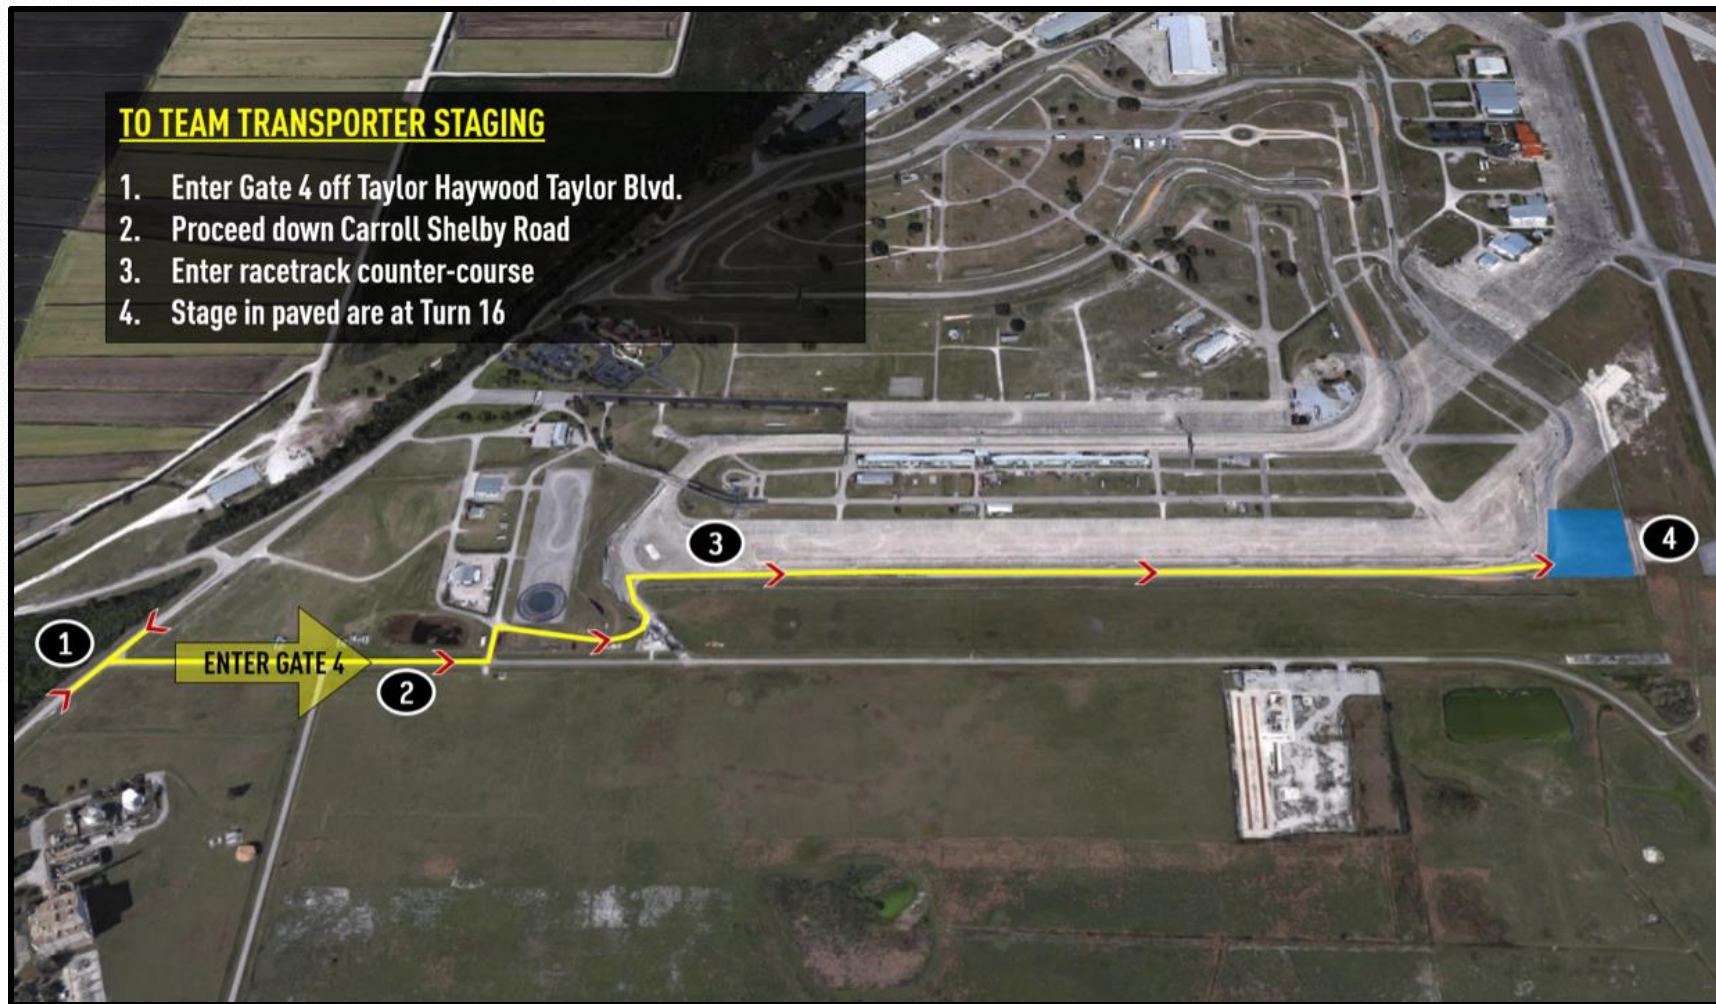 TO TEAM TRANSPORTER STAGING
1. Enter Gate 4 off Taylor Haywood Taylor Blvd.
2. Proceed down Carroll Shelby Road
3. Enter racetrack counter-course
4. Stage in paved are at Turn 16
3
4
1
ENTER GATE 4
2